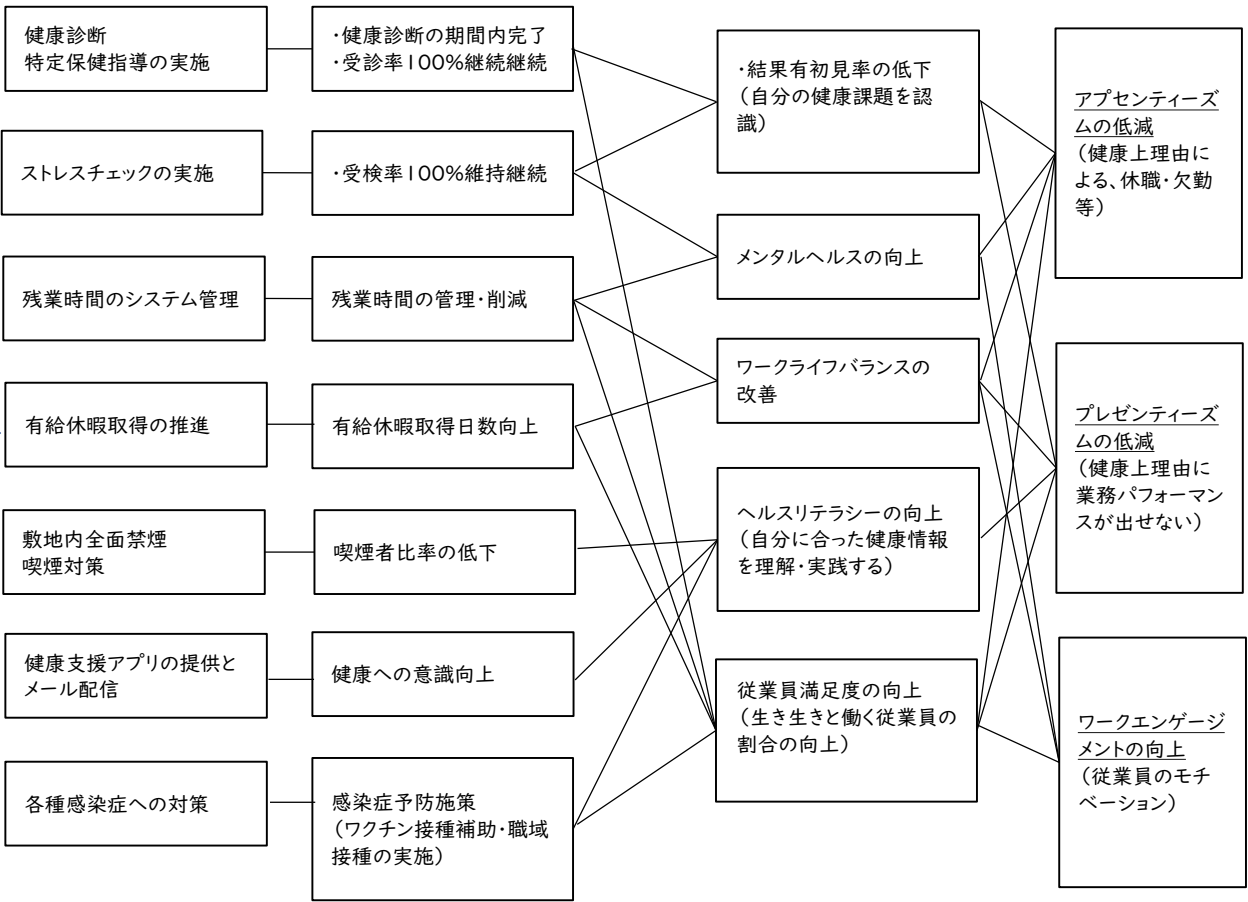 健康診断
特定保健指導の実施
ストレスチェックの実施
残業時間のシステム管理
有給休暇取得の推進
敷地内全面禁煙
喫煙対策
健康支援アプリの提供と
メール配信
各種感染症への対策
・健康診断の期間内完了
・受診率100%継続継続
・受検率100%維持継続
残業時間の管理・削減
有給休暇取得日数向上
喫煙者比率の低下
健康への意識向上
感染症予防施策
(ワクチン接種補助・職域
接種の実施)
・結果有初見率の低下
(自分の健康課題を認
識)
メンタルヘルスの向上
ワークライフバランスの
改善
ヘルスリテラシーの向上
(自分に合った健康情報
を理解・実践する)
従業員満足度の向上
(生き生きと働く従業員の
割合の向上)
アプセンティーズ
ムの低減
(健康上理由に
よる、休職・欠勤
等)
プレゼンティーズ
ムの低減
(健康上理由に
業務パフォーマン
スが出せない)
ワークエンゲージ
メントの向上
(従業員のモチ
ベーション)